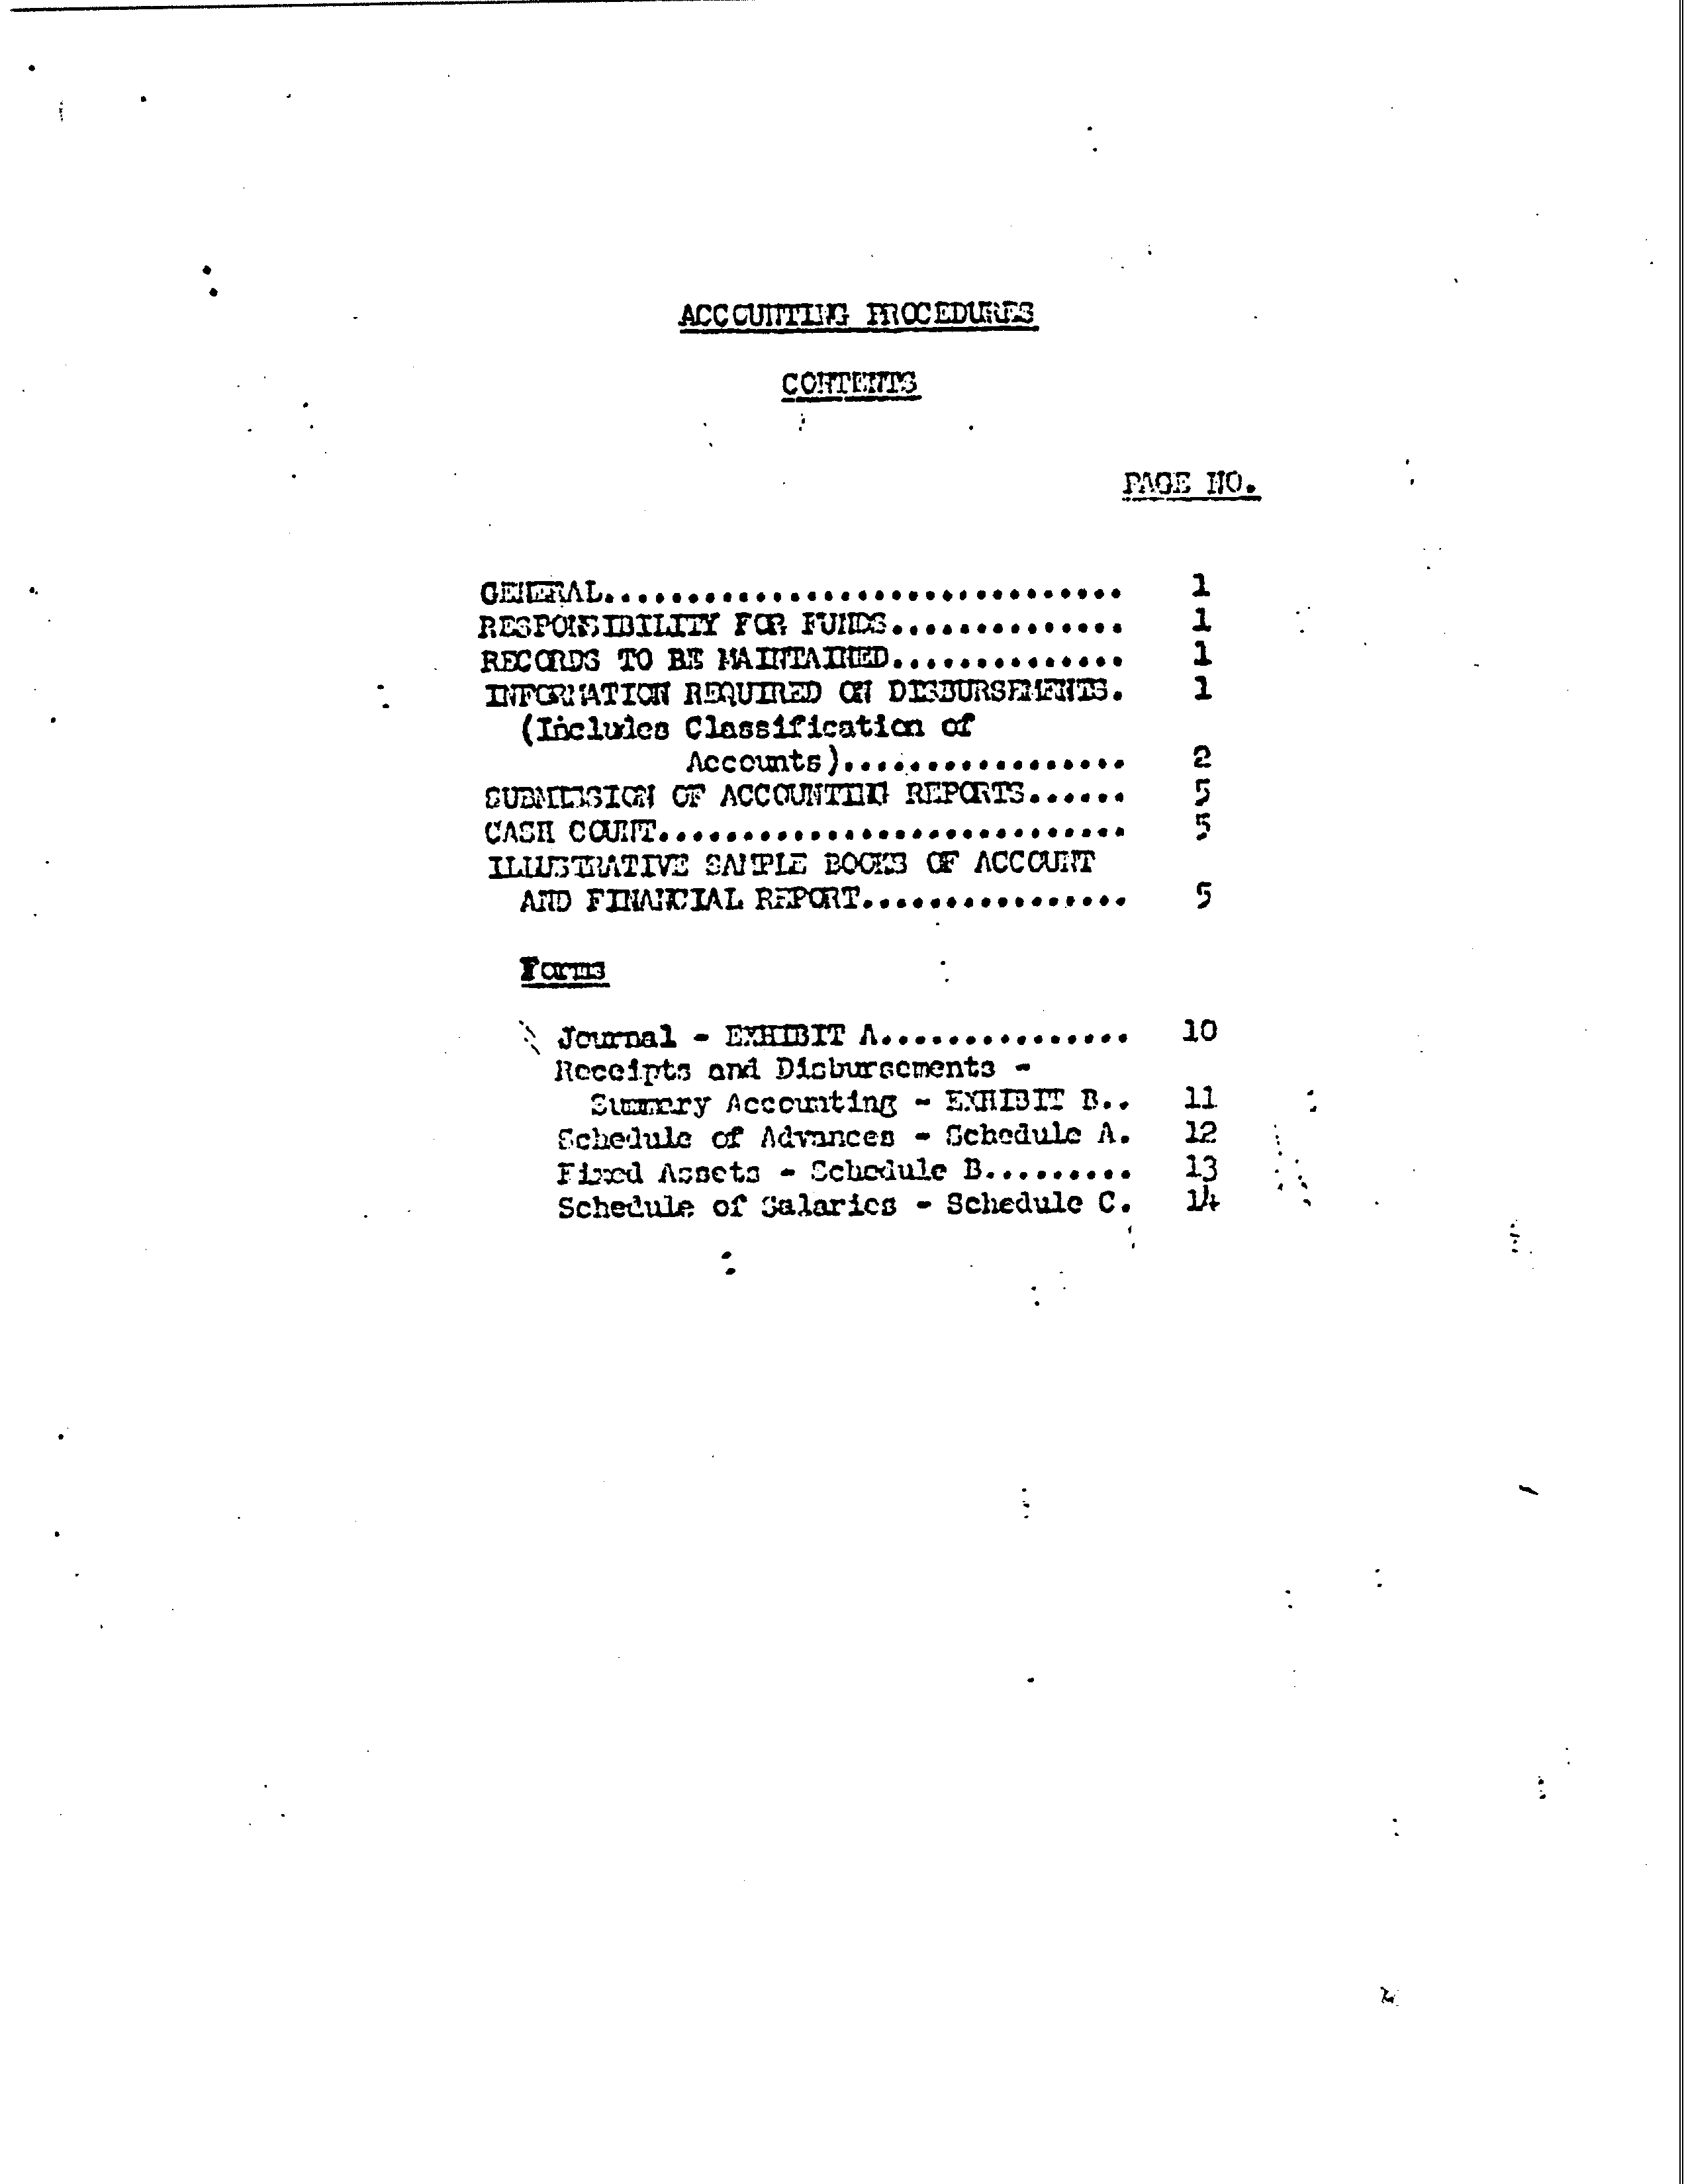 ACCOUNTING PROCEDURES
CONTENTS
PAGE NO.
GENERAL............................... 1
RESPONSIBILITY FOR FUNDS.............. 1
RECORDS TO BE MAINTAINED.............. 1
INFORMATION REQUIRED ON DISBURSEMENTS. 1
(Includes Classification of
Accounts)................. 2
SUBMISSION OF ACCOUNTING REPORTS...... 5
CASH COUNT............................ 5
ILLUSTRATIVE SAMPLE BOOKS OF ACCOUNT
AND FINANCIAL REPORT................ 5
Forms
Journal - EXHIBIT A............... 10
Receipts and Disbursements -
Summary Accounting - EXHIBIT B.. 11
Schedule of Advances - Schedule A. 12
Fixed Assets - Schedule B......... 13
Schedule of Salaries - Schedule C. 14